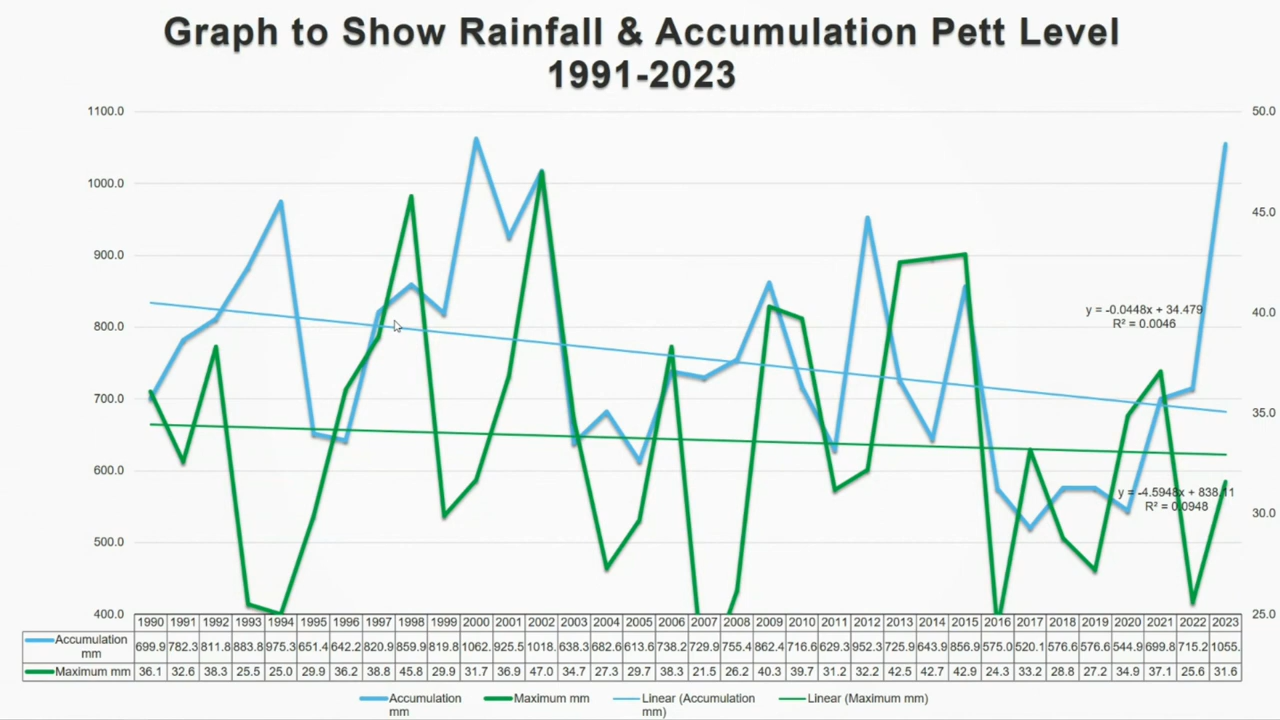 Graph to Show Rainfall & Accumulation Pett Level
1991-2023
1100.0
1000.0
900.0
800.0
700.0
600.0
500.0
400.0
50.0
45.0
40.0
35.0
30.0
25.0
y = -0.0448x + 34.479
R² = 0.0046
y = -4.5948x + 838.11
R² = 0.0948
1990 1991 1992 1993 1994 1995 1996 1997 1998 1999 2000 2001 2002 2003 2004 2005 2006 2007 2008 2009 2010 2011 2012 2013 2014 2015 2016 2017 2018 2019 2020 2021 2022 2023
Accumulation mm 699.9 782.3 811.8 883.8 975.3 651.4 642.2 820.9 859.9 819.8 1062. 925.5 1018. 638.3 682.6 613.6 738.2 729.9 755.4 862.4 716.6 629.3 952.3 725.9 643.9 856.9 575.0 520.1 576.6 576.6 544.9 699.8 715.2 1055.
Maximum mm 36.1 32.6 38.3 25.5 25.0 29.9 36.2 38.8 45.8 29.9 31.7 36.9 47.0 34.7 27.3 29.7 38.3 21.5 26.2 40.3 39.7 31.2 32.2 42.5 42.7 42.9 24.3 33.2 28.8 27.2 34.9 37.1 25.6 31.6
Accumulation mm
Maximum mm
Linear (Accumulation mm)
Linear (Maximum mm)